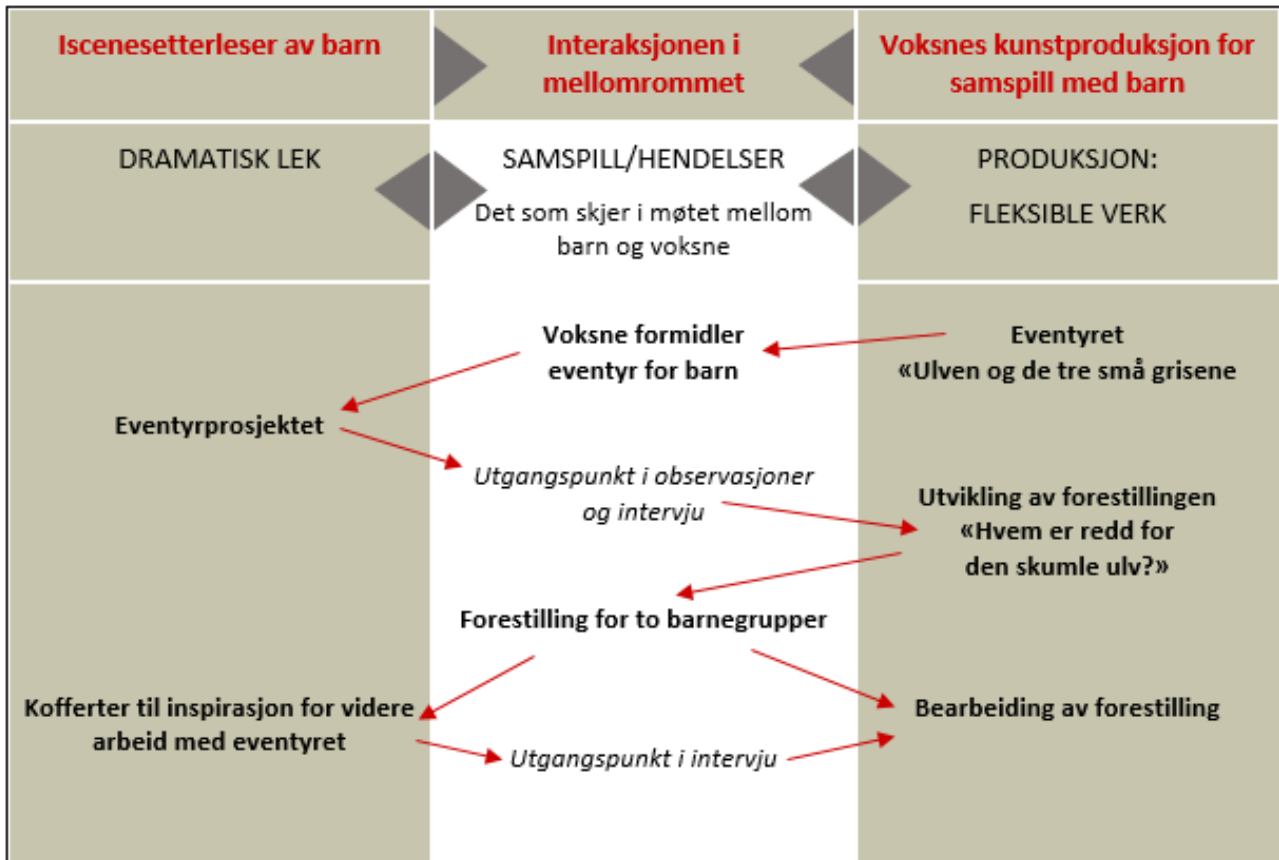 Iscenesetterleser av barn
Interaksjonen i
mellomrommet
Voksnes kunstproduksjon for
samspill med barn
DRAMATISK LEK
SAMSPILL/HENDELSER
Det som skjer i møtet mellom
barn og voksne
PRODUKSJON:
FLEKSIBLE VERK
Voksne formidler
eventyr for barn
Eventyret
«Ulven og de tre små grisene
Eventyrprosjektet
Utgangspunkt i observasjoner
og intervju
Utvikling av forestillingen
«Hvem er redd for
den skumle ulv?»
Forestilling for to barnegrupper
Kofferter til inspirasjon for videre
arbeid med eventyret
Bearbeiding av forestilling
Utgangspunkt i intervju